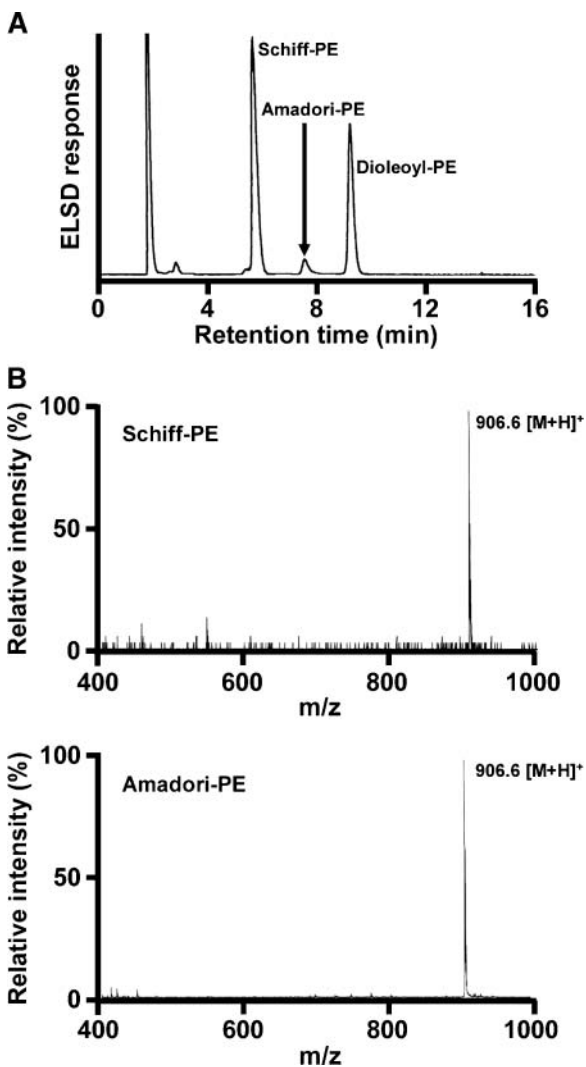 A
ELSD response
Schiff-PE
Amadori-PE
Dioleoyl-PE
0 4 8 12 16
Retention time (min)
B
Relative intensity (%)
100
50
0
Schiff-PE
906.6 [M+H]+
400 600 800 1000
m/z
Relative intensity (%)
100
50
0
Amadori-PE
906.6 [M+H]+
400 600 800 1000
m/z